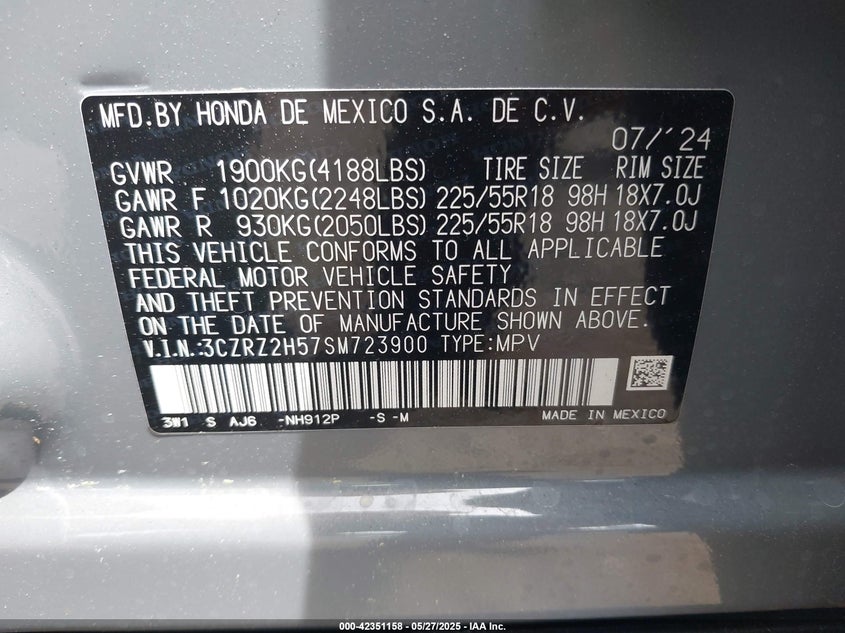 MFD.BY HONDA DE MEXICO S.A. DE C.V.
07/'24
GVWR 1900KG(4188LBS) TIRE SIZE RIM SIZE
GAWR F 1020KG(2248LBS) 225/55R18 98H 18X7.0J
GAWR R 930KG(2050LBS) 225/55R18 98H 18X7.0J
THIS VEHICLE CONFORMS TO ALL APPLICABLE
FEDERAL MOTOR VEHICLE SAFETY
AND THEFT PREVENTION STANDARDS IN EFFECT
ON THE DATE OF MANUFACTURE SHOWN ABOVE.
V.I.N.:3CZRZ2H57SM723900 TYPE:MPV
3W1 S AJ6 -NH912P -S -M MADE IN MEXICO
000-42351158 - 05/27/2025 - IAA Inc.